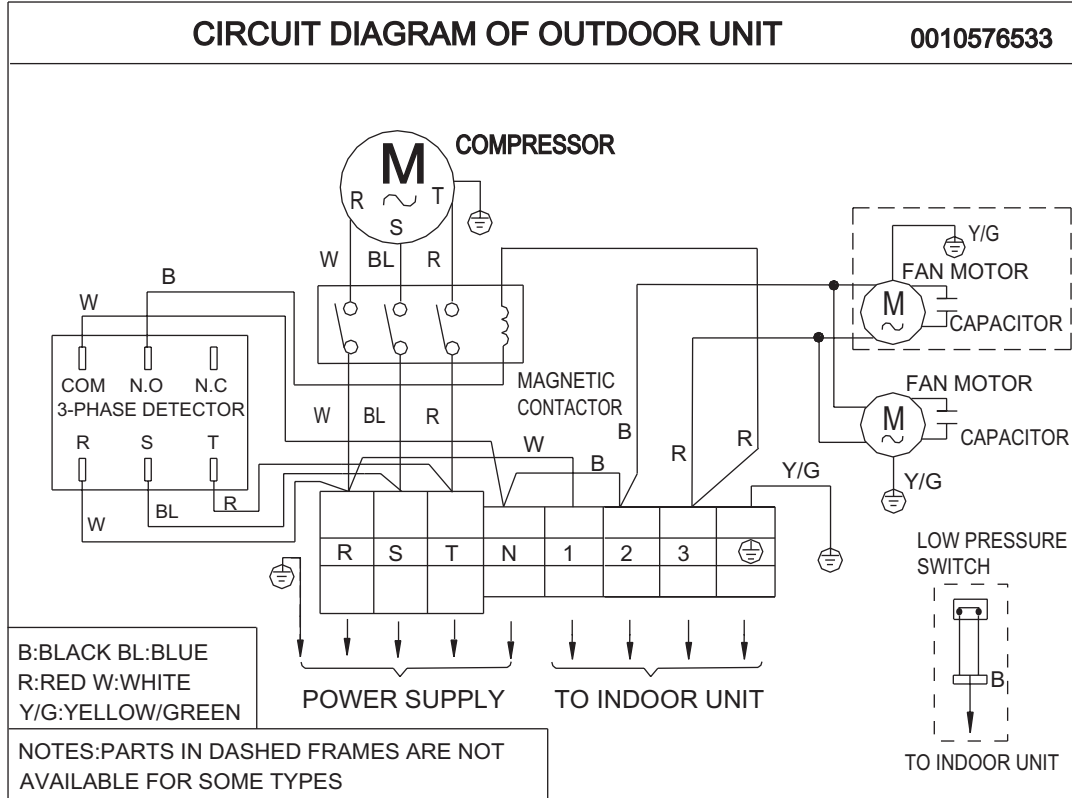 CIRCUIT DIAGRAM OF OUTDOOR UNIT 0010576533
COMPRESSOR
M
R T
S
W BL R
B
W
COM N.O N.C
3-PHASE DETECTOR
R S T
W
BL
R
W BL R
MAGNETIC
CONTACTOR
W
B
B
R
R
Y/G
Y/G
FAN MOTOR
M
CAPACITOR
FAN MOTOR
M
CAPACITOR
Y/G
R S T N 1 2 3
POWER SUPPLY
TO INDOOR UNIT
LOW PRESSURE
SWITCH
B
TO INDOOR UNIT
B:BLACK BL:BLUE
R:RED W:WHITE
Y/G:YELLOW/GREEN
NOTES:PARTS IN DASHED FRAMES ARE NOT
AVAILABLE FOR SOME TYPES